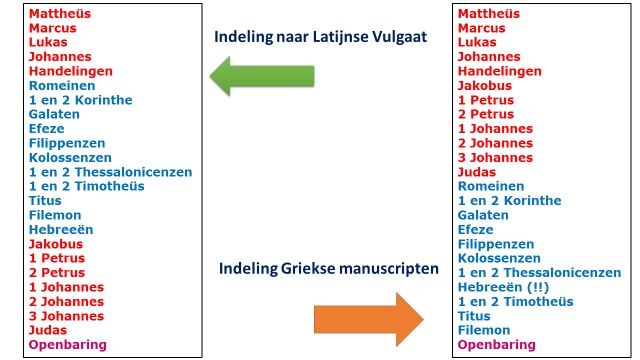 Mattheüs
Marcus
Lukas
Johannes
Handelingen
Romeinen
1 en 2 Korinthe
Galaten
Efeze
Filippenzen
Kolossenzen
1 en 2 Thessalonicenzen
1 en 2 Timotheüs
Titus
Filemon
Hebreeën
Jakobus
1 Petrus
2 Petrus
1 Johannes
2 Johannes
3 Johannes
Judas
Openbaring
Indeling naar Latijnse Vulgaat
Indeling Griekse manuscripten
Mattheüs
Marcus
Lukas
Johannes
Handelingen
Jakobus
1 Petrus
2 Petrus
1 Johannes
2 Johannes
3 Johannes
Judas
Romeinen
1 en 2 Korinthe
Galaten
Efeze
Filippenzen
Kolossenzen
1 en 2 Thessalonicenzen
Hebreeën (!!)
1 en 2 Timotheüs
Titus
Filemon
Openbaring